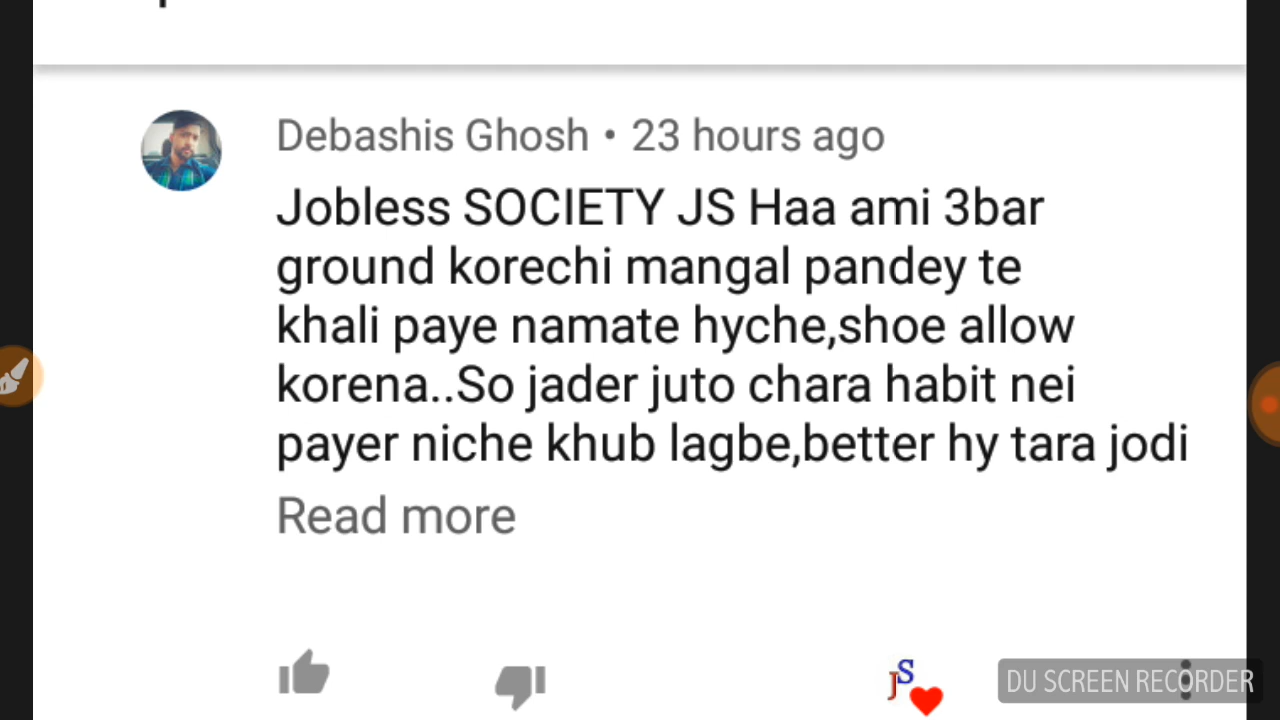 Debashis Ghosh • 23 hours ago
Jobless SOCIETY JS Haa ami 3bar
ground korechi mangal pandey te
khali paye namate hyche,shoe allow
korena..So jader juto chara habit nei
payer niche khub lagbe,better hy tara jodi
Read more
JS
DU SCREEN RECORDER